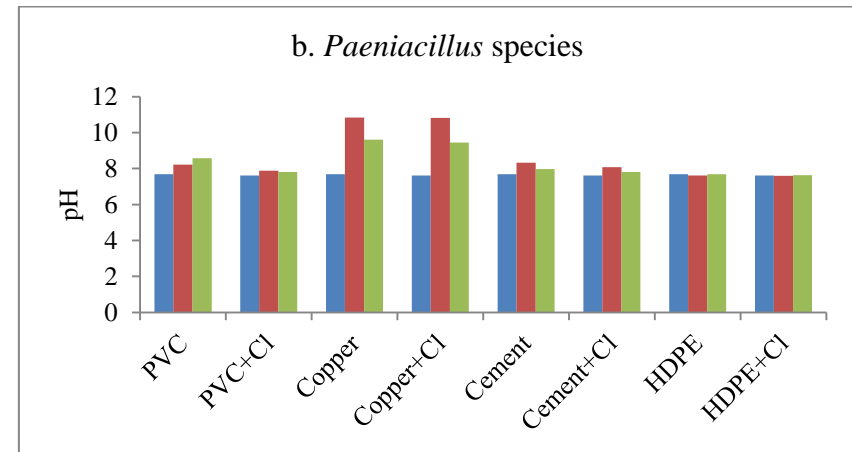 b. Paeniacillus species
12
10
8
6
4
2
0
pH
PVC
PVC+Cl
Copper
Copper+Cl
Cement
Cement+Cl
HDPE
HDPE+Cl